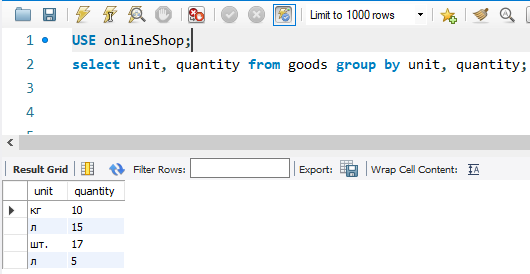 Limit to 1000 rows
1 USE onlineShop;
2 select unit, quantity from goods group by unit, quantity;
3
4
Result Grid Filter Rows: Export: Wrap Cell Content: IA
unit quantity
кг 10
л 15
шт. 17
л 5